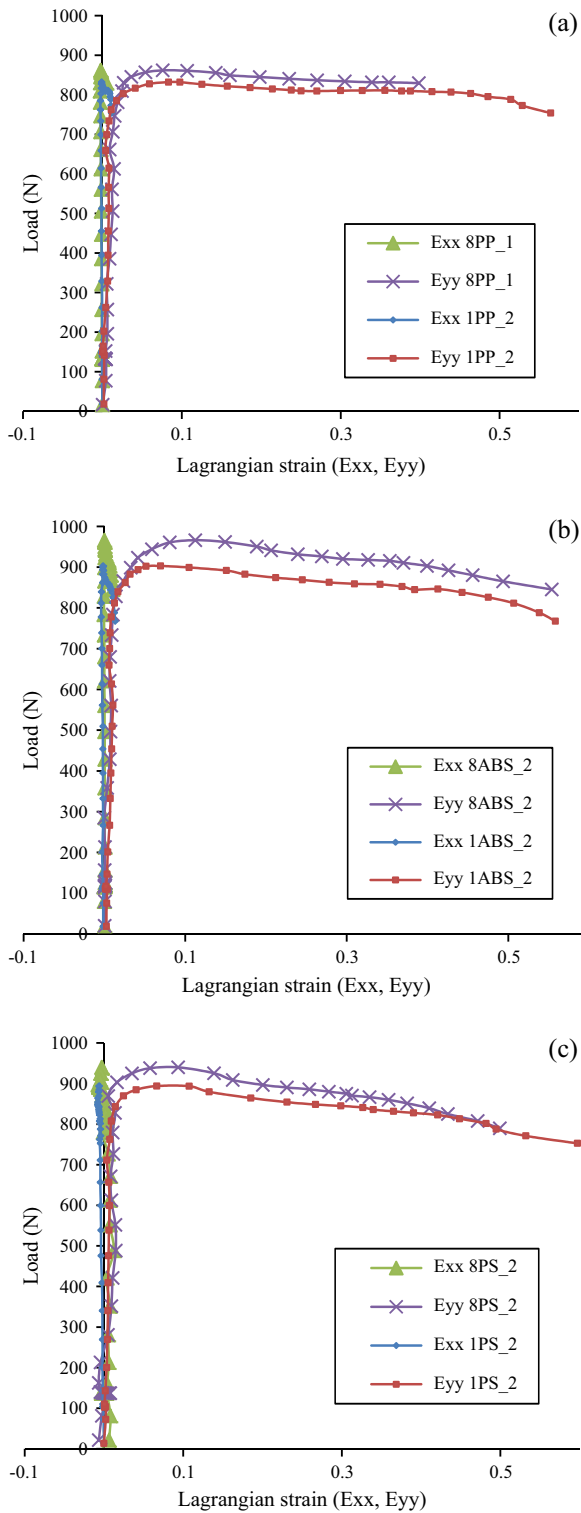 (a)
1000
900
800
700
600
500
400
300
200
100
0
Load (N)
Exx 8PP_1
Eyy 8PP_1
Exx 1PP_2
Eyy 1PP_2
-0.1 0.1 0.3 0.5
Lagrangian strain (Exx, Eyy)
(b)
1000
900
800
700
600
500
400
300
200
100
0
Load (N)
Exx 8ABS_2
Eyy 8ABS_2
Exx 1ABS_2
Eyy 1ABS_2
-0.1 0.1 0.3 0.5
Lagrangian strain (Exx, Eyy)
(c)
1000
900
800
700
600
500
400
300
200
100
0
Load (N)
Exx 8PS_2
Eyy 8PS_2
Exx 1PS_2
Eyy 1PS_2
-0.1 0.1 0.3 0.5
Lagrangian strain (Exx, Eyy)